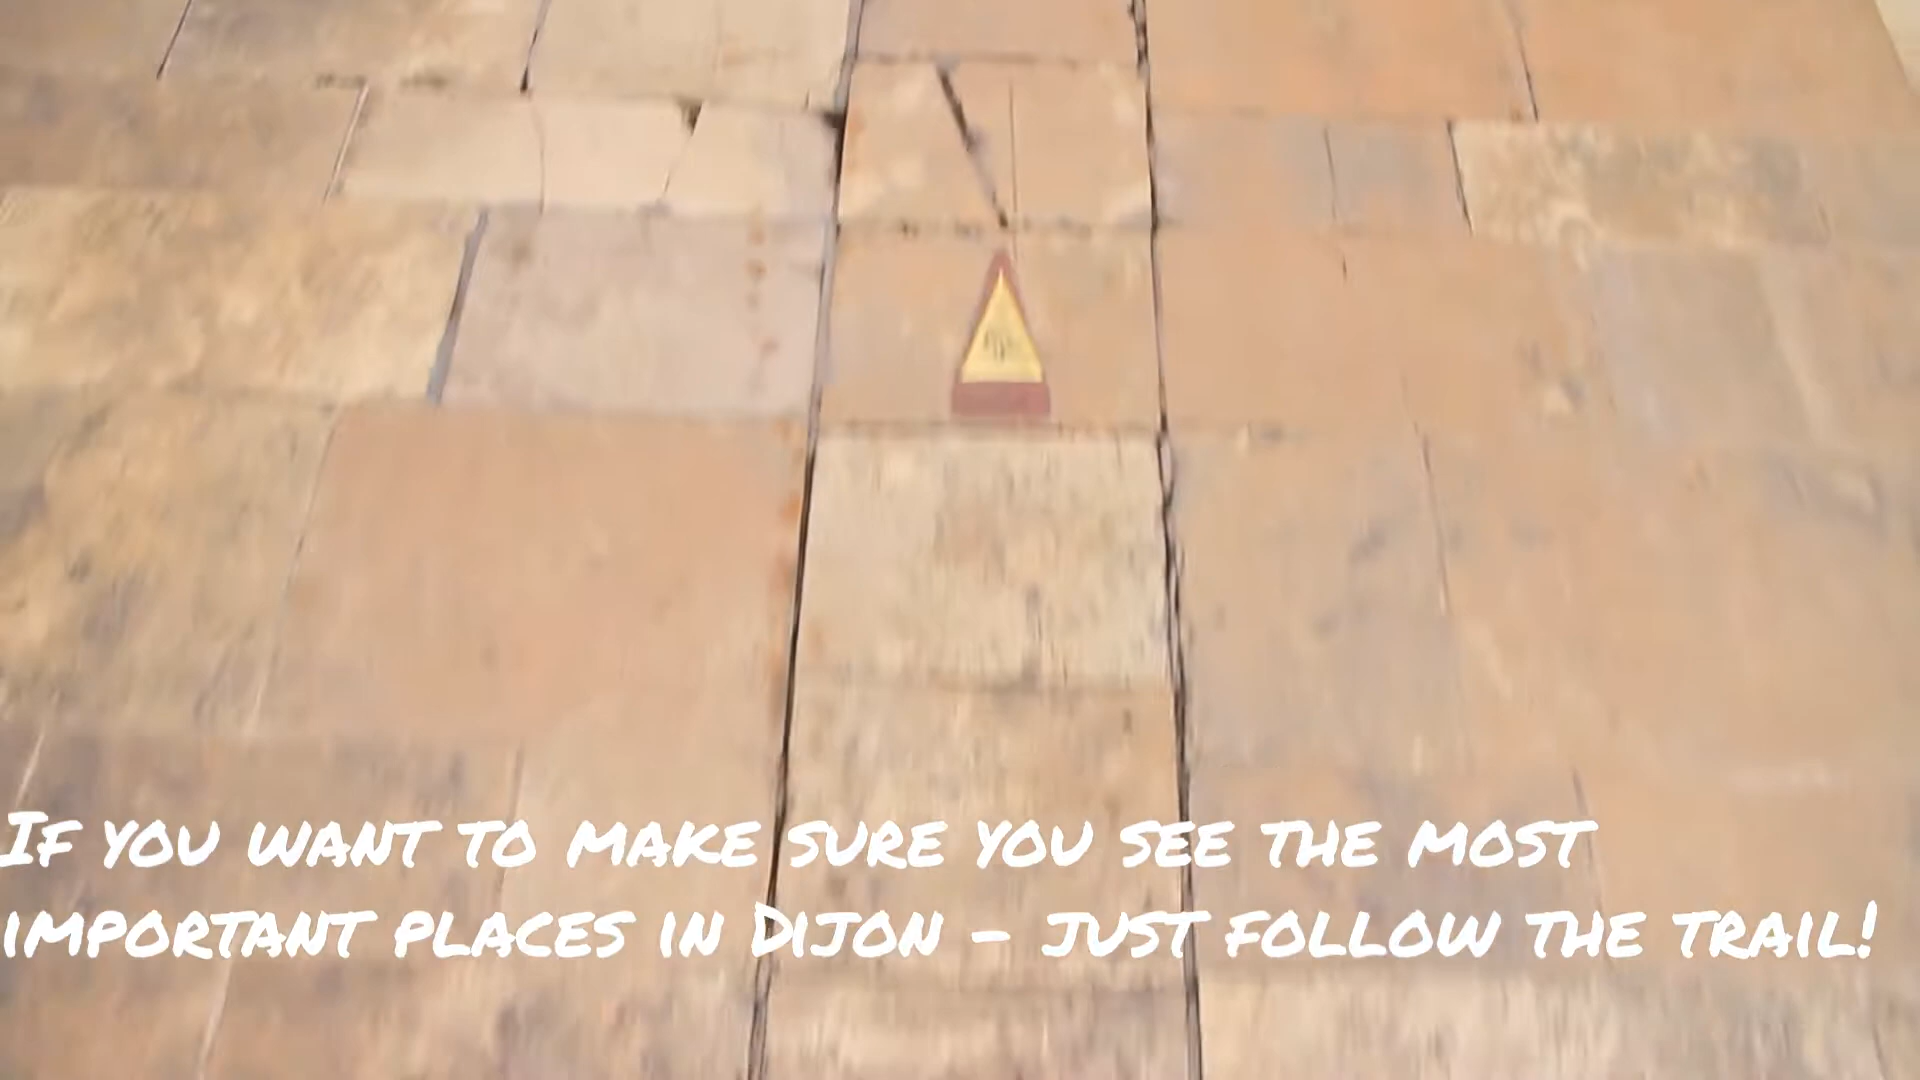 If you want to make sure you see the most
important places in Dijon - just follow the trail!